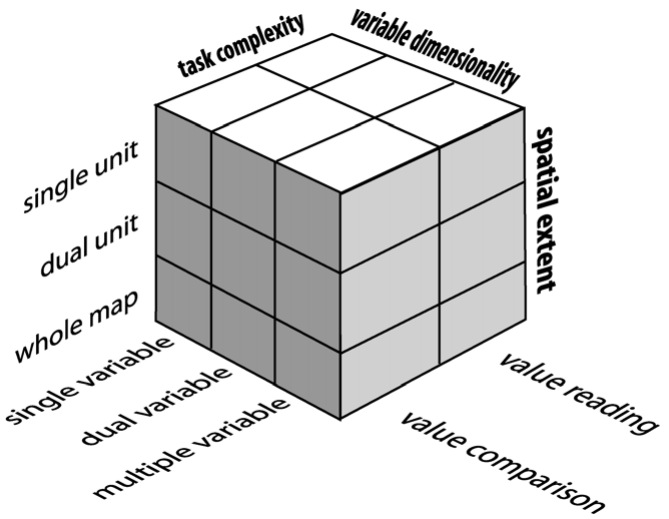 task complexity
variable dimensionality
spatial extent
single unit
dual unit
whole map
single variable
dual variable
multiple variable
value reading
value comparison